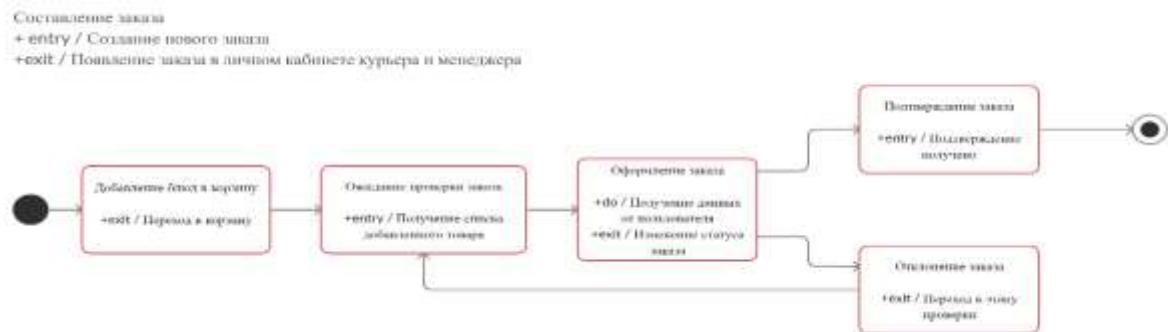 Составление заказа
+ entry / Создание нового заказа
+exit / Появление заказа в личном кабинете курьера и менеджера
Подтверждение заказа
+entry / Подтверждение
получено
Добавление блюд в корзину
+exit / Переход в корзину
Ожидание проверки заказа
+entry / Получение списка
добавленного товара
Оформление заказа
+do / Получение данных
от пользователя
+exit / Изменение статуса
заказа
Отклонение заказа
+exit / Переход к этапу
проверки